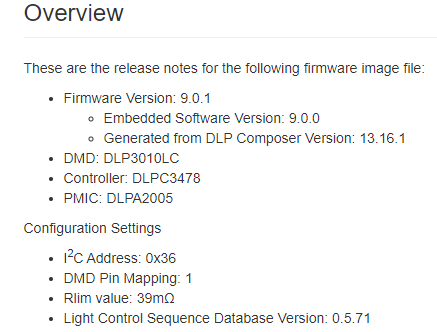 Overview
These are the release notes for the following firmware image file:
• Firmware Version: 9.0.1
◦ Embedded Software Version: 9.0.0
◦ Generated from DLP Composer Version: 13.16.1
• DMD: DLP3010LC
• Controller: DLPC3478
• PMIC: DLPA2005
Configuration Settings
• I²C Address: 0x36
• DMD Pin Mapping: 1
• Rlim value: 39mΩ
• Light Control Sequence Database Version: 0.5.71